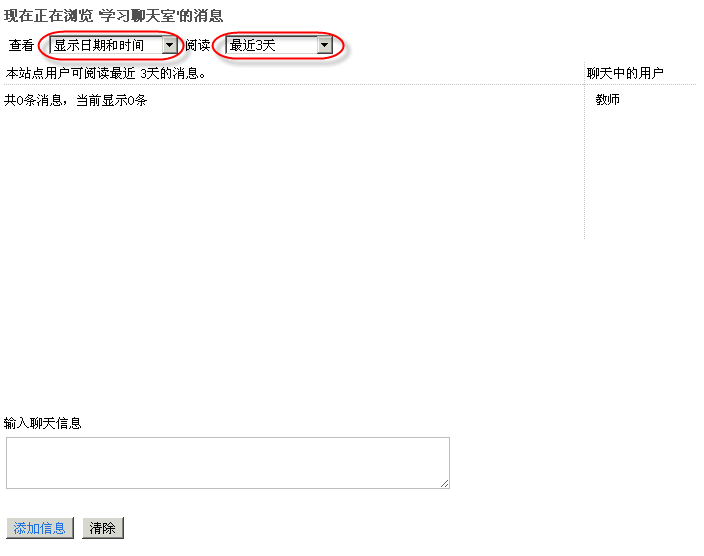 现在正在浏览 '学习聊天室'的消息
查看 显示日期和时间 阅读 最近3天
本站点用户可阅读最近 3天的消息。 聊天中的用户
共0条消息，当前显示0条 教师
输入聊天信息
添加信息 清除